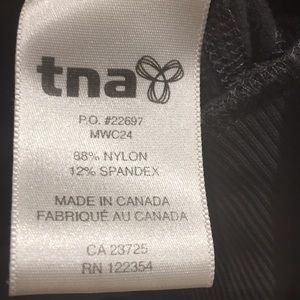 tna
P.O. #22697
MWC24
88% NYLON
12% SPANDEX
MADE IN CANADA
FABRIQUÉ AU CANADA
CA 23725
RN 122354